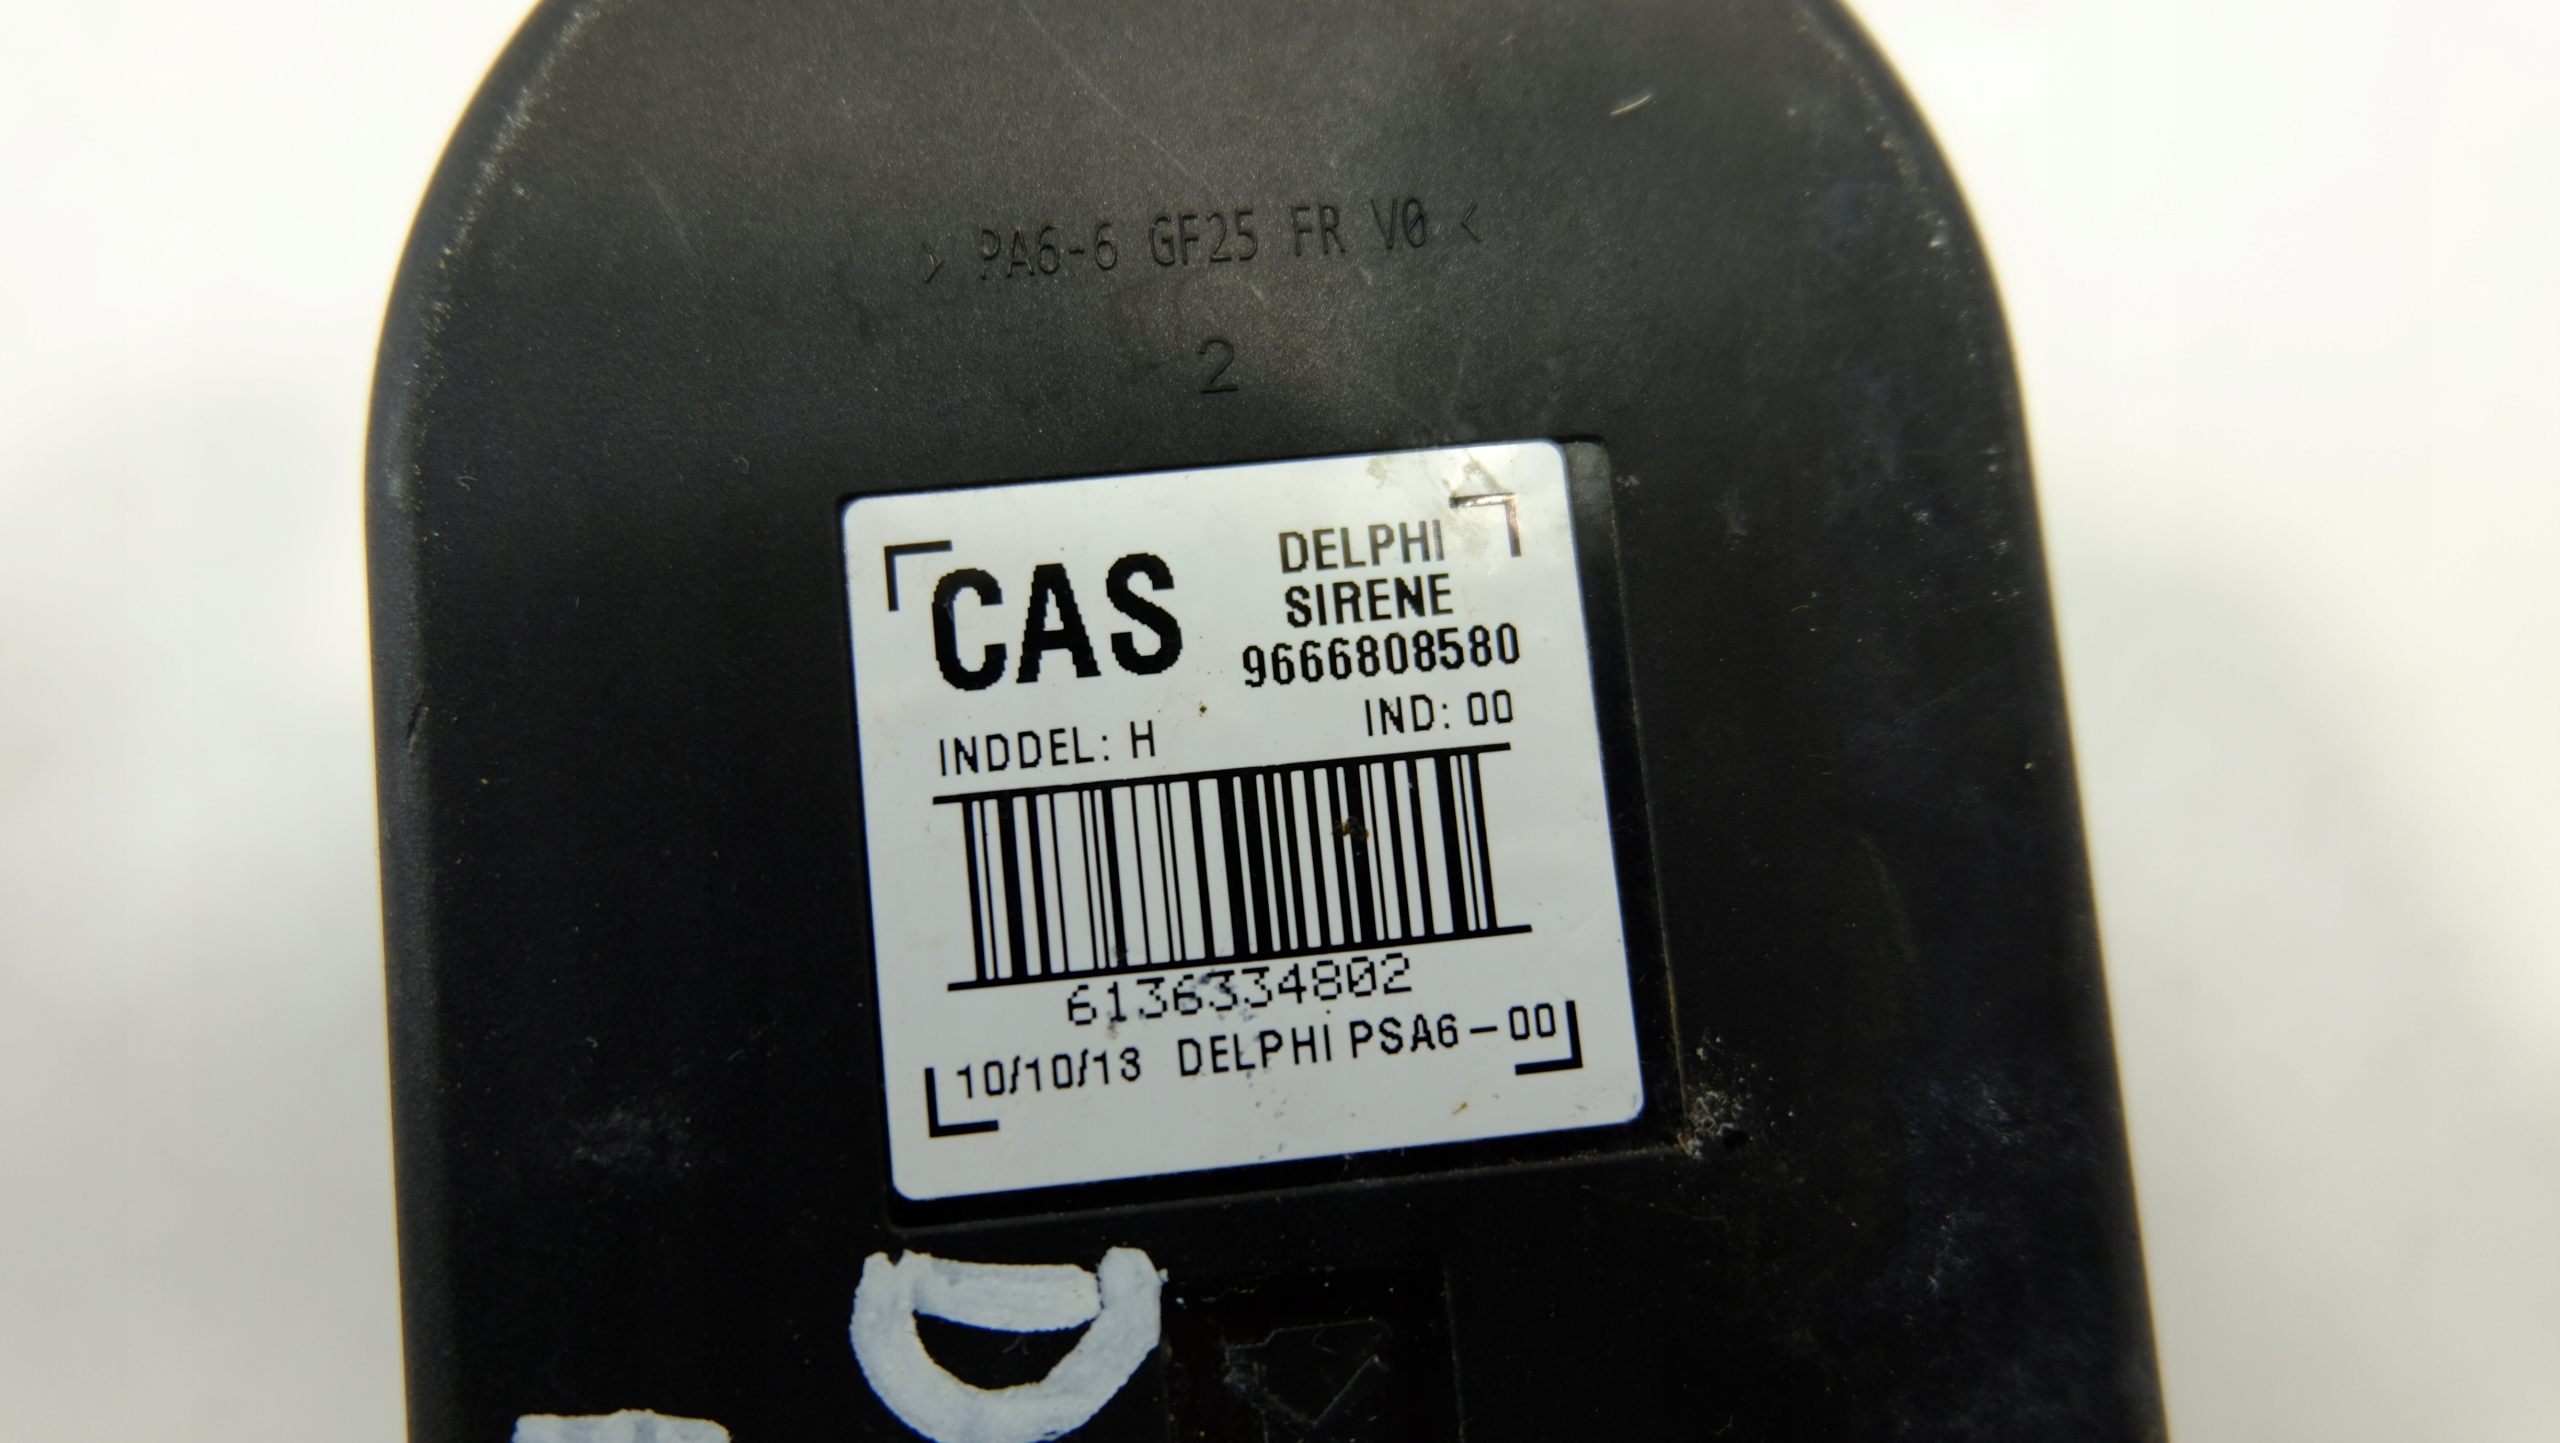 > PA6-6 GF25 FR V0 <
2
CAS
DELPHI
SIRENE
9666808580
INDDEL: H
IND: 00
6136334802
10/10/13 DELPHI PSA6-00
D